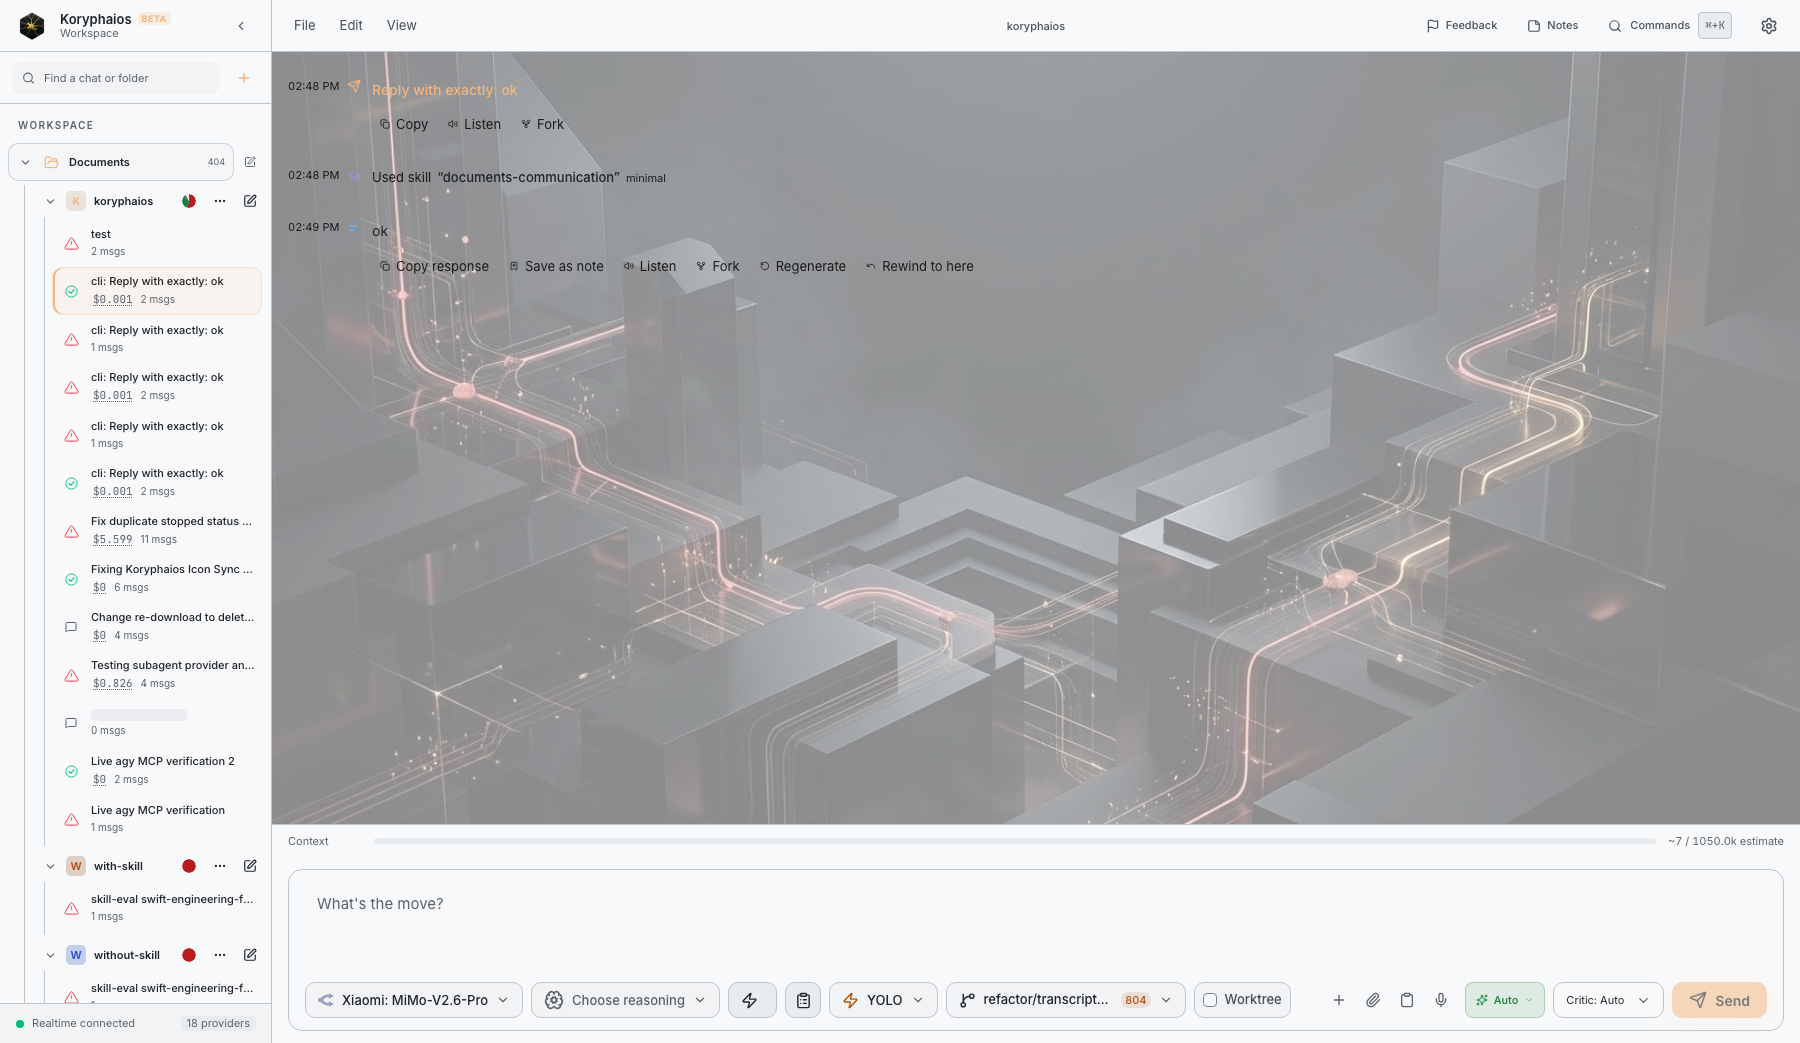 Koryphaios BETA
Workspace
File Edit View
koryphaios
Feedback Notes Commands ⌘+K
Find a chat or folder
WORKSPACE
Documents 404
K koryphaios
test
2 msgs
cli: Reply with exactly: ok
$0.001 2 msgs
cli: Reply with exactly: ok
1 msgs
cli: Reply with exactly: ok
$0.001 2 msgs
cli: Reply with exactly: ok
1 msgs
cli: Reply with exactly: ok
$0.001 2 msgs
Fix duplicate stopped status ...
$5.599 11 msgs
Fixing Koryphaios Icon Sync ...
$0 6 msgs
Change re-download to delet...
$0 4 msgs
Testing subagent provider an...
$0.826 4 msgs
0 msgs
Live agy MCP verification 2
$0 2 msgs
Live agy MCP verification
1 msgs
W with-skill
skill-eval swift-engineering-f...
1 msgs
W without-skill
skill-eval swift-engineering-f...
Realtime connected 18 providers
02:48 PM Reply with exactly: ok
Copy Listen Fork
02:48 PM Used skill “documents-communication” minimal
02:49 PM ok
Copy response Save as note Listen Fork Regenerate Rewind to here
Context ~7 / 1050.0k estimate
What's the move?
Xiaomi: MiMo-V2.6-Pro Choose reasoning YOLO refactor/transcript... 804 Worktree Auto Critic: Auto Send